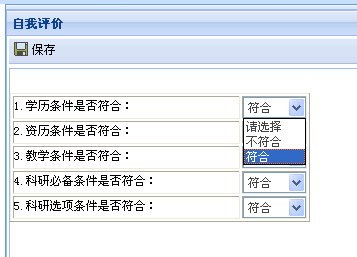 自我评价
保存
1.学历条件是否符合： 符合
请选择
2.资历条件是否符合：
不符合
3.教学条件是否符合： 符合
4.科研必备条件是否符合： 符合
5.科研选项条件是否符合： 符合